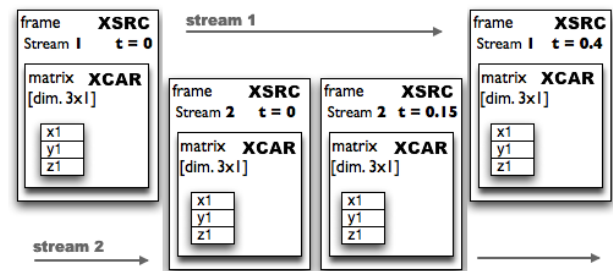 frame XSRC
Stream 1 t = 0
matrix XCAR
[dim. 3x1]
x1
y1
z1
stream 1
frame XSRC
Stream 2 t = 0
matrix XCAR
[dim. 3x1]
x1
y1
z1
frame XSRC
Stream 2 t = 0.15
matrix XCAR
[dim. 3x1]
x1
y1
z1
frame XSRC
Stream 1 t = 0.4
matrix XCAR
[dim. 3x1]
x1
y1
z1
stream 2